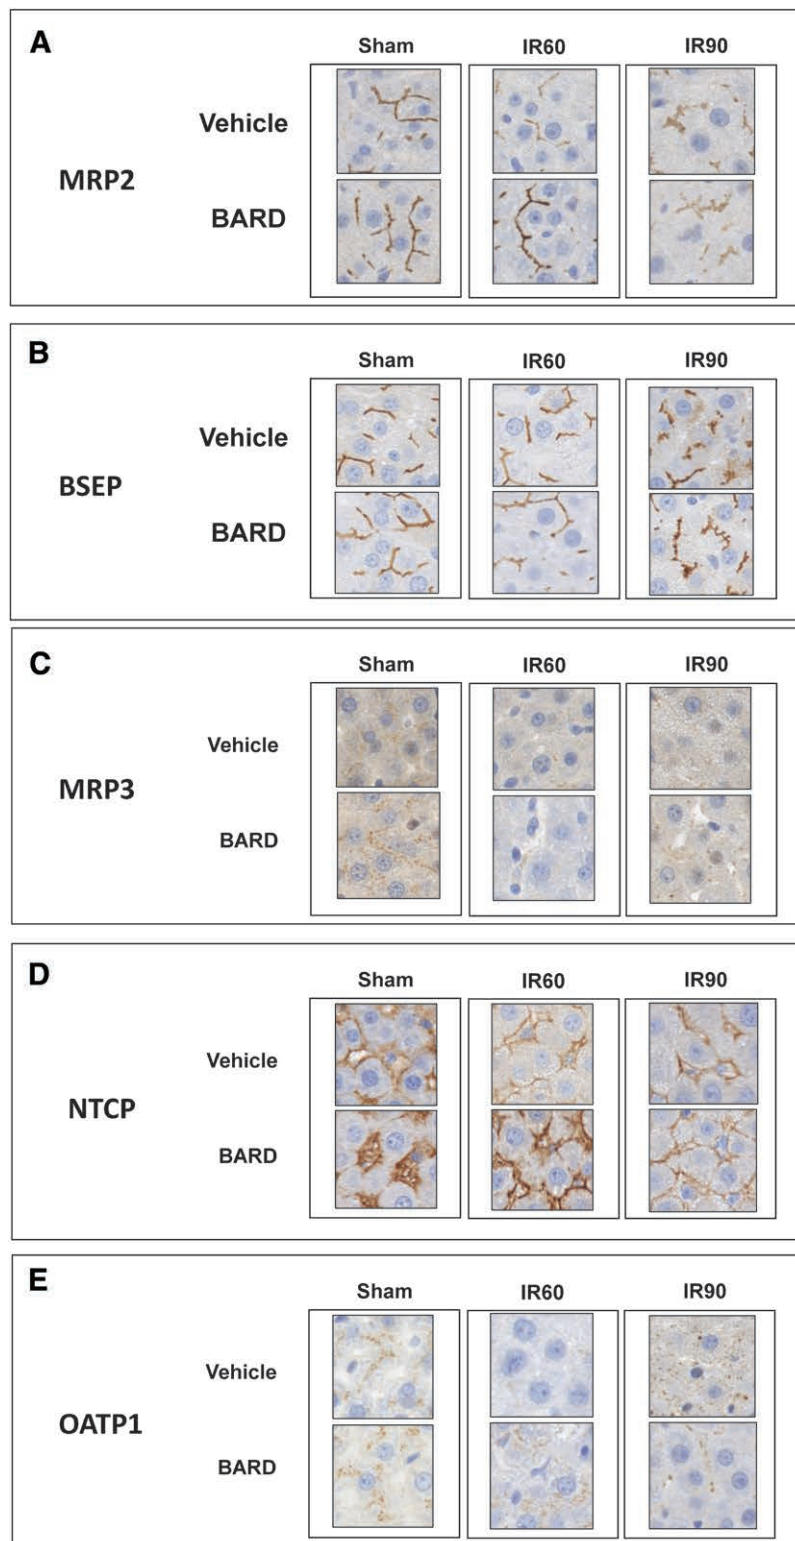 A
Sham IR60 IR90
Vehicle
MRP2
BARD
B
Sham IR60 IR90
Vehicle
BSEP
BARD
C
Sham IR60 IR90
Vehicle
MRP3
BARD
D
Sham IR60 IR90
Vehicle
NTCP
BARD
E
Sham IR60 IR90
Vehicle
OATP1
BARD